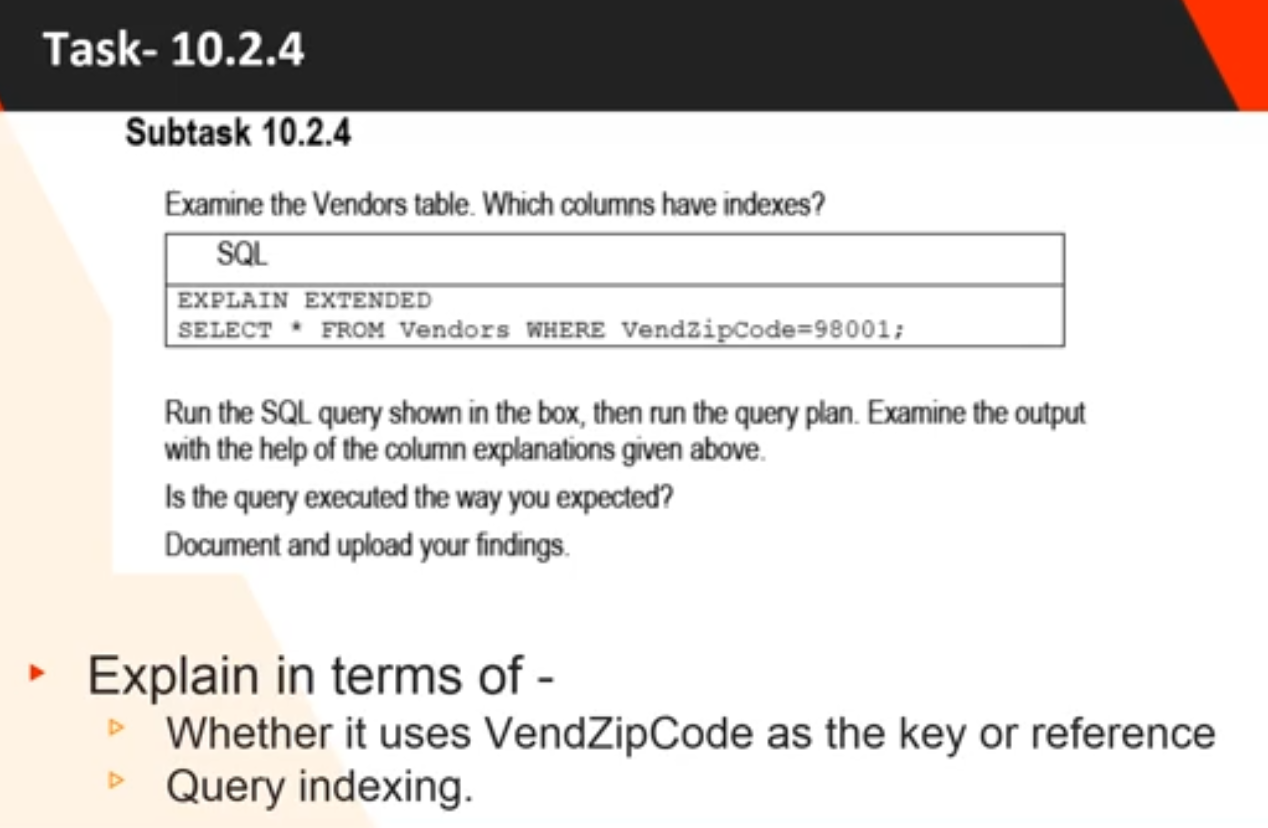 Task- 10.2.4
Subtask 10.2.4
Examine the Vendors table. Which columns have indexes?
SQL
EXPLAIN EXTENDED
SELECT * FROM Vendors WHERE VendZipCode=98001;
Run the SQL query shown in the box, then run the query plan. Examine the output
with the help of the column explanations given above.
Is the query executed the way you expected?
Document and upload your findings.
Explain in terms of -
Whether it uses VendZipCode as the key or reference
Query indexing.